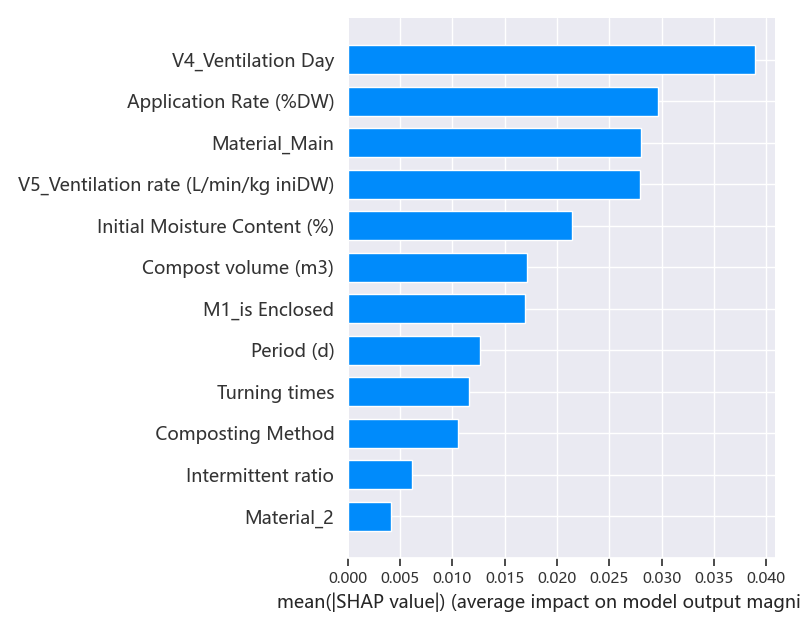 V4_Ventilation Day
Application Rate (%DW)
Material_Main
V5_Ventilation rate (L/min/kg iniDW)
Initial Moisture Content (%)
Compost volume (m3)
M1_is Enclosed
Period (d)
Turning times
Composting Method
Intermittent ratio
Material_2
0.000 0.005 0.010 0.015 0.020 0.025 0.030 0.035 0.040
mean(|SHAP value|) (average impact on model output magni